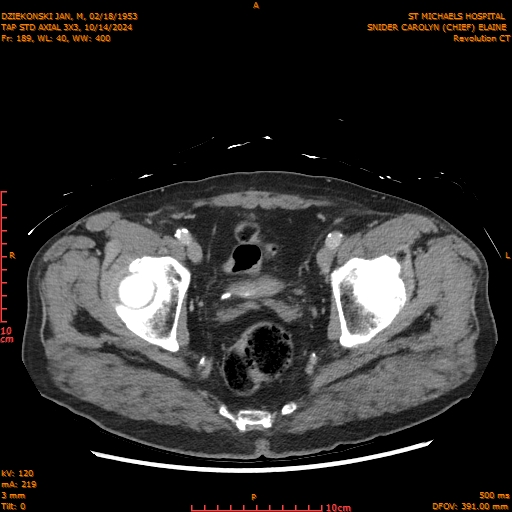 A
DZIEKONSKI JAN, M, 02/18/1953
TAP STD AXIAL 3X3, 10/14/2024
Fr: 189, WL: 40, WW: 400
ST MICHAELS HOSPITAL
SNIDER CAROLYN (CHIEF) ELAINE
Revolution CT
R
L
10
cm
kV: 120
mA: 219
3 mm
Tilt: 0
P
10cm
500 ms
DFOV: 391.00 mm